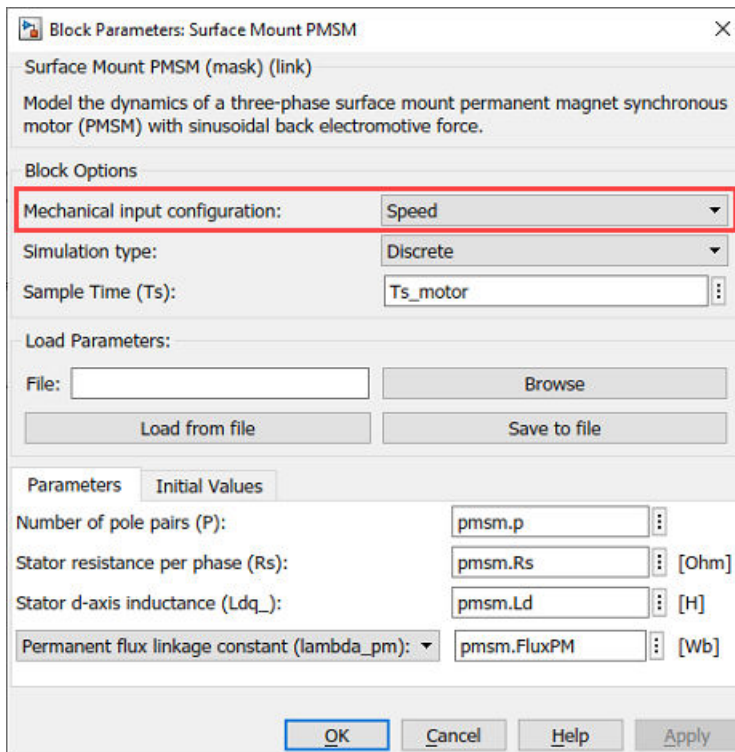 Block Parameters: Surface Mount PMSM
Surface Mount PMSM (mask) (link)
Model the dynamics of a three-phase surface mount permanent magnet synchronous
motor (PMSM) with sinusoidal back electromotive force.
Block Options
Mechanical input configuration: Speed
Simulation type: Discrete
Sample Time (Ts): Ts_motor
Load Parameters:
File: Browse
Load from file Save to file
Parameters Initial Values
Number of pole pairs (P): pmsm.p
Stator resistance per phase (Rs): pmsm.Rs [Ohm]
Stator d-axis inductance (Ldq_): pmsm.Ld [H]
Permanent flux linkage constant (lambda_pm): pmsm.FluxPM [Wb]
OK Cancel Help Apply